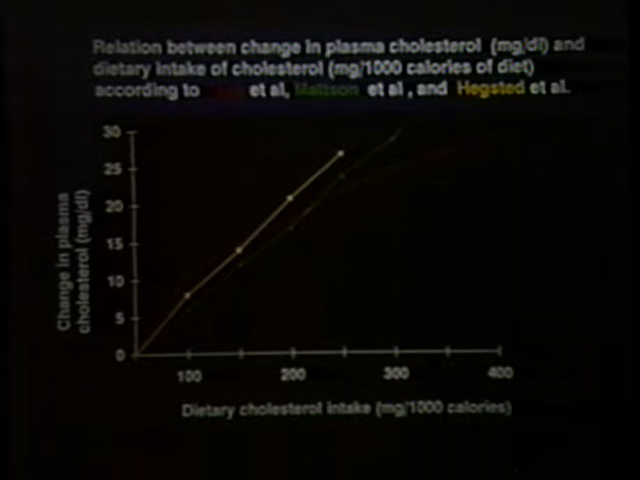 Relation between change in plasma cholesterol (mg/dl) and
dietary intake of cholesterol (mg/1000 calories of diet)
according to et al, Mattson et al, and Hegsted et al.
30
25
20
15
10
5
0
Change in plasma
cholesterol (mg/dl)
100 200 300 400
Dietary cholesterol intake (mg/1000 calories)